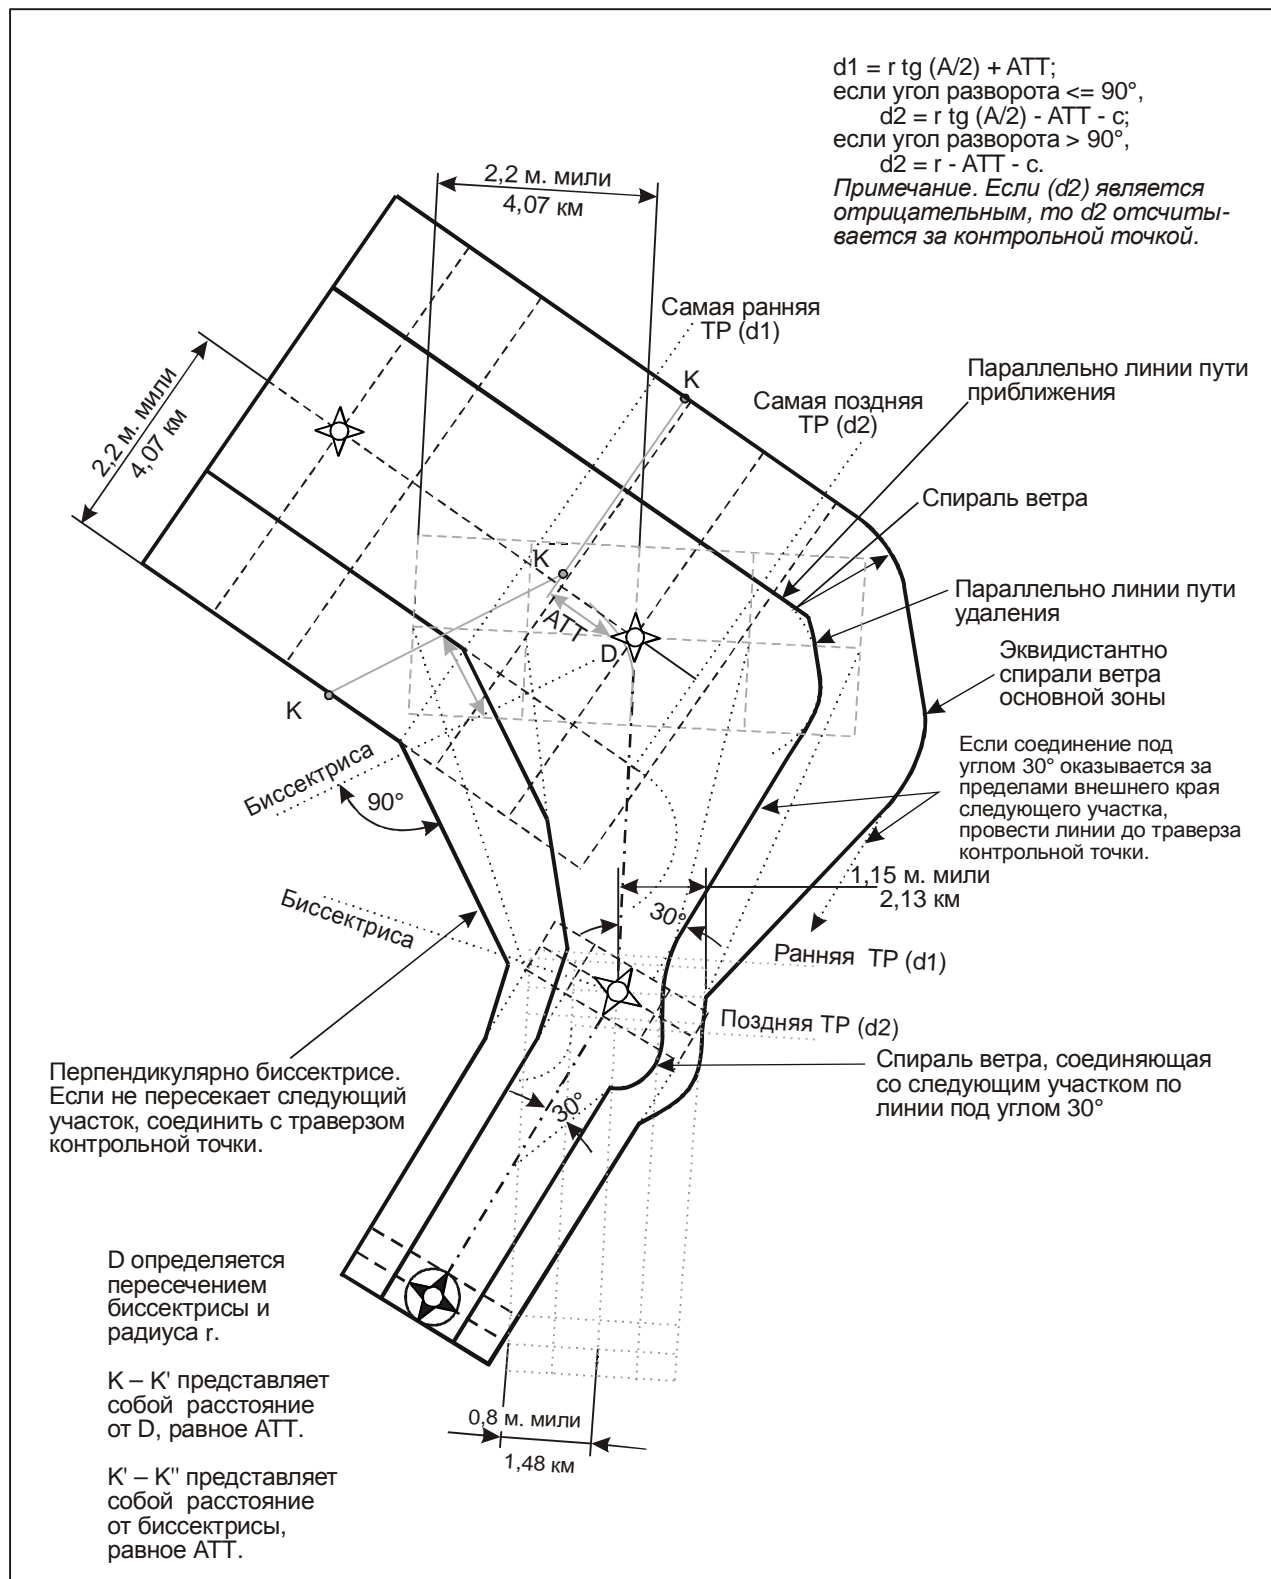 d1 = r tg (A/2) + ATT;
если угол разворота <= 90°,
d2 = r tg (A/2) - ATT - c;
если угол разворота > 90°,
d2 = r - ATT - c.
Примечание. Если (d2) является
отрицательным, то d2 отсчиты-
вается за контрольной точкой.
2,2 м. мили
4,07 км
Самая ранняя
ТР (d1)
K
Параллельно линии пути
приближения
Самая поздняя
ТР (d2)
2,2 м. мили
4,07 км
Спираль ветра
K
ATT
D
Параллельно линии пути
удаления
Эквидистантно
спирали ветра
основной зоны
K
Биссектриса
90°
Если соединение под
углом 30° оказывается за
пределами внешнего края
следующего участка,
провести линии до траверза
контрольной точки.
1,15 м. мили
2,13 км
Биссектриса
30°
Ранняя ТР (d1)
Поздняя ТР (d2)
Перпендикулярно биссектрисе.
Если не пересекает следующий
участок, соединить с траверзом
контрольной точки.
Спираль ветра, соединяющая
со следующим участком по
линии под углом 30°
30°
D определяется
пересечением
биссектрисы и
радиуса r.
K – K' представляет
собой расстояние
от D, равное ATT.
K' – K'' представляет
собой расстояние
от биссектрисы,
равное ATT.
0,8 м. мили
1,48 км